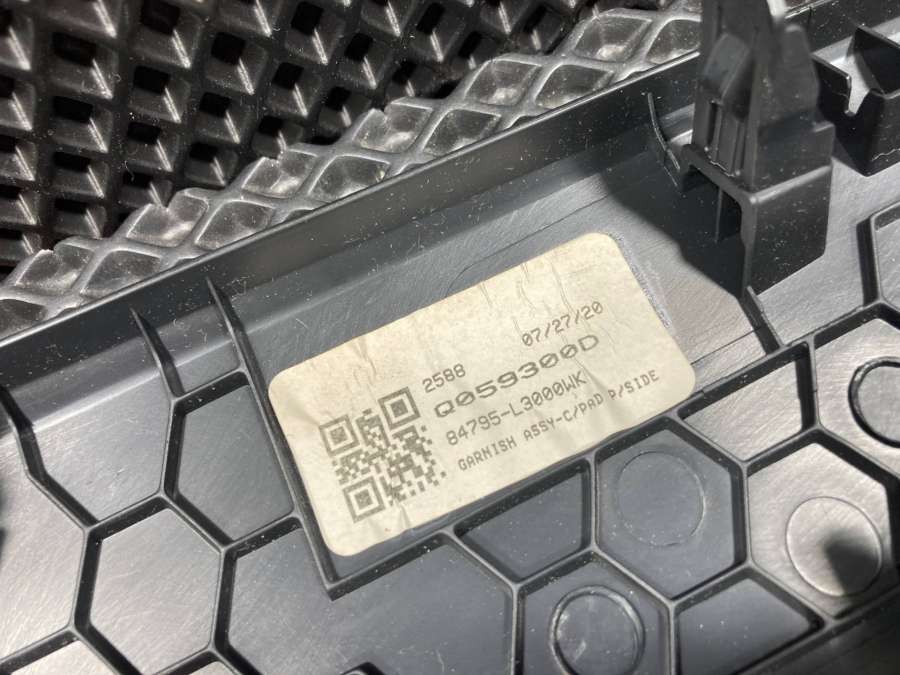 2588 07/27/20
Q059300D
84795-L3000WK
GARNISH ASSY-C/PAD P/SIDE